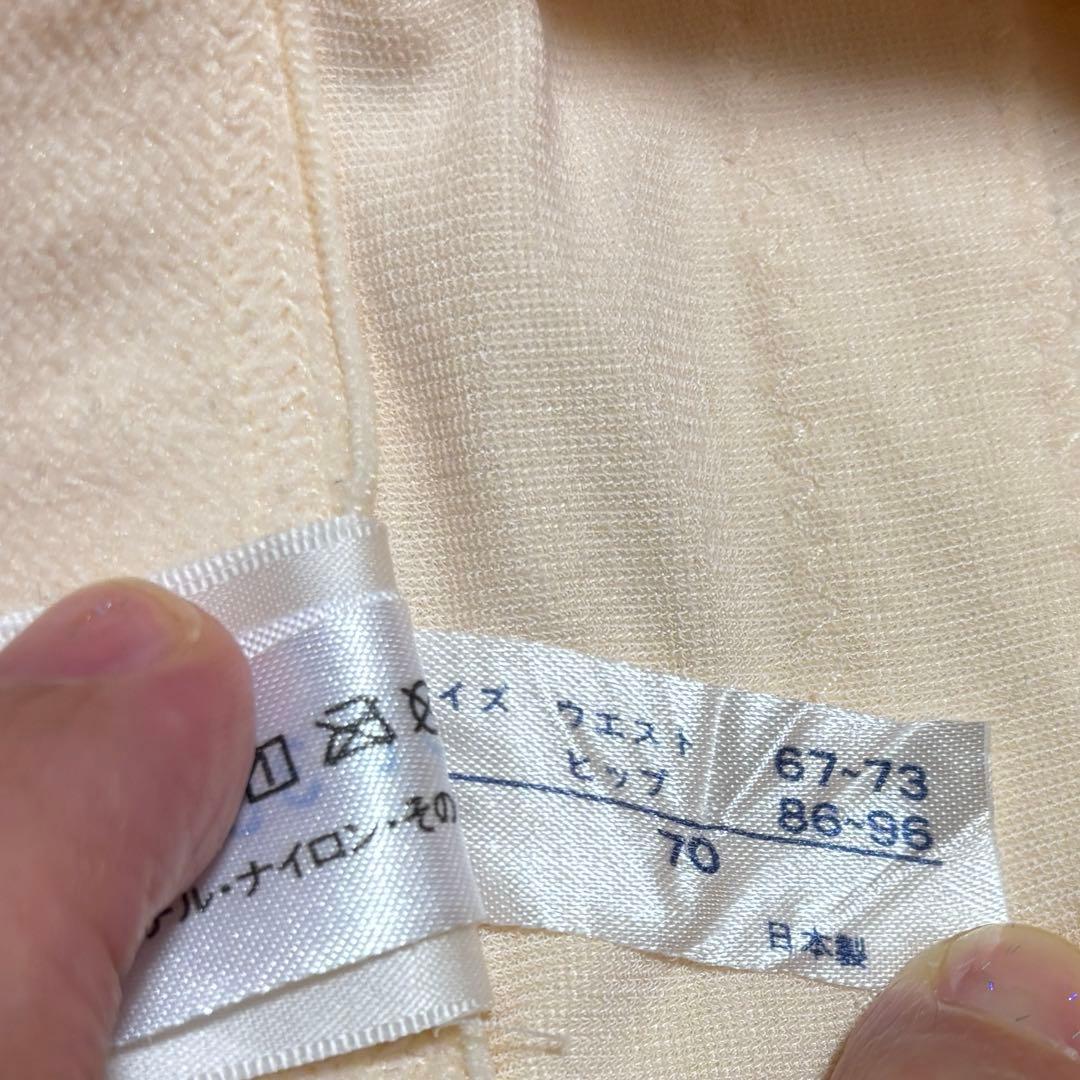 イズ ウエスト 67~73
ヒップ 86~96
70
日本製
ール・ナイロン・その